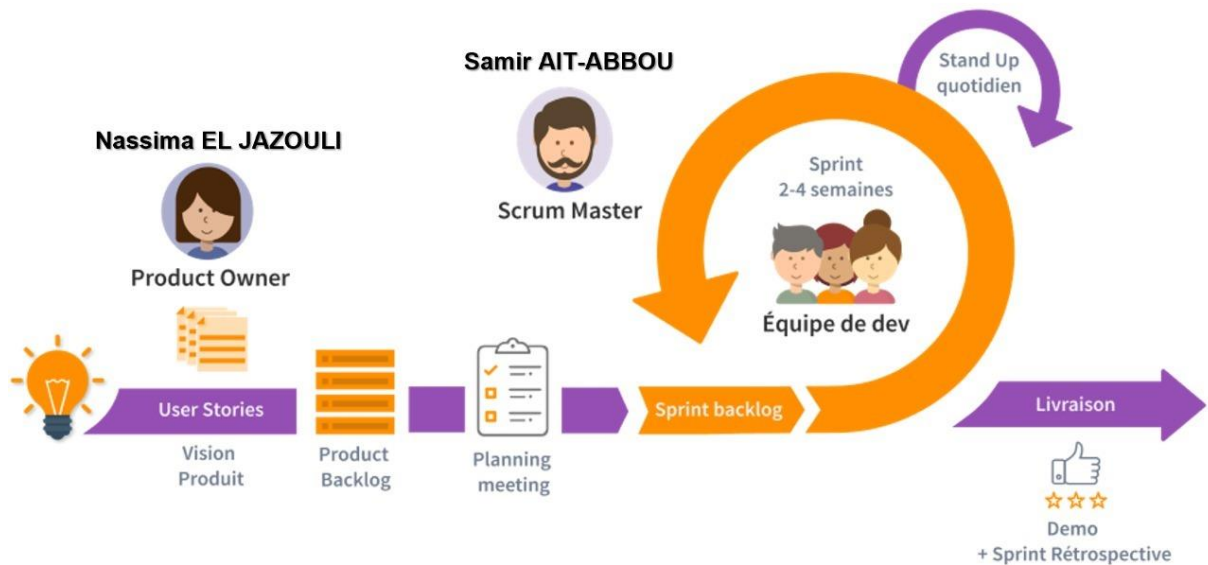 Samir AIT-ABBOU
Scrum Master
Nassima EL JAZOULI
Product Owner
Stand Up
quotidien
Sprint
2-4 semaines
Équipe de dev
User Stories
Vision
Produit
Product
Backlog
Planning
meeting
Sprint backlog
Livraison
Demo
+ Sprint Rétrospective